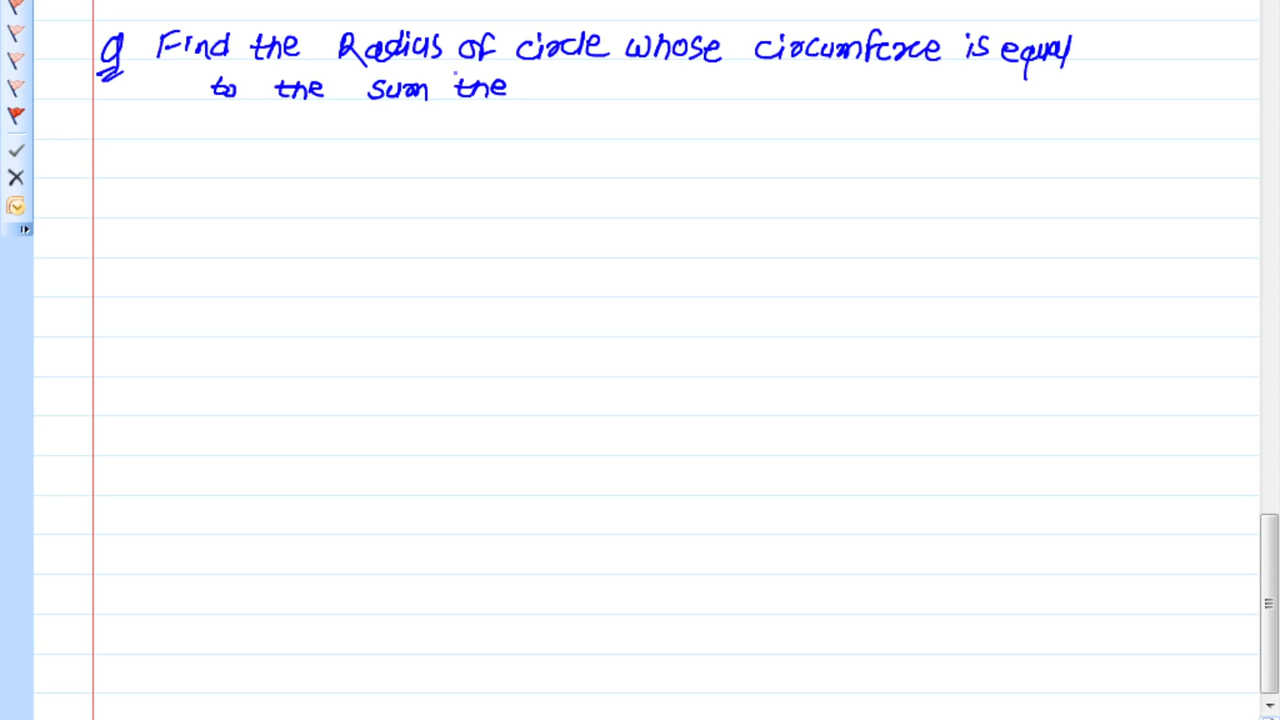 Q Find the Radius of circle whose circumference is equal
to the sum the